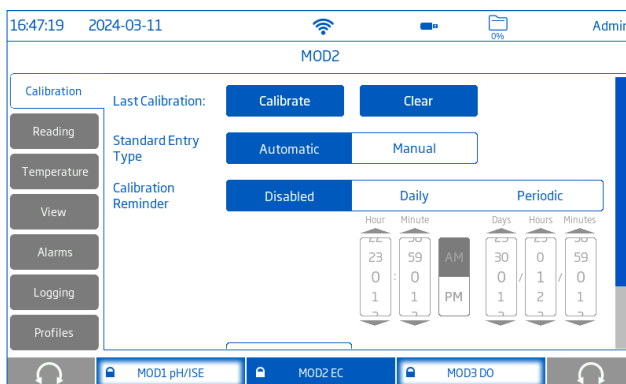 16:47:19 2024-03-11 0% Admin
MOD2
Calibration
Reading
Temperature
View
Alarms
Logging
Profiles
Last Calibration: Calibrate Clear
Standard Entry Type Automatic Manual
Calibration Reminder Disabled Daily Periodic
Hour Minute Days Hours Minutes
23 59 AM 30 0 59
0 : 0 0 / 1 / 0
1 1 PM 1 2 1
MOD1 pH/ISE MOD2 EC MOD3 DO